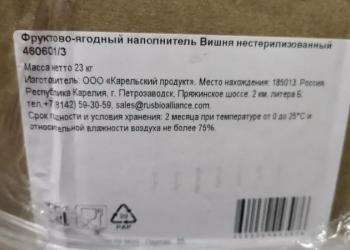 Фруктово-ягодный наполнитель Вишня нестерилизованный
460601/3
Масса нетто 23 кг
Изготовитель: ООО «Карельский продукт». Место нахождения: 185013, Россия,
Республика Карелия, г. Петрозаводск, Пряжинское шоссе, 2 км, литера Б,
тел.+7(8142) 59-30-59, sales@rusbioalliance.com
Срок годности и условия хранения: 2 месяца при температуре от 0 до 25°С и
относительной влажности воздуха не более 75%.
PAP